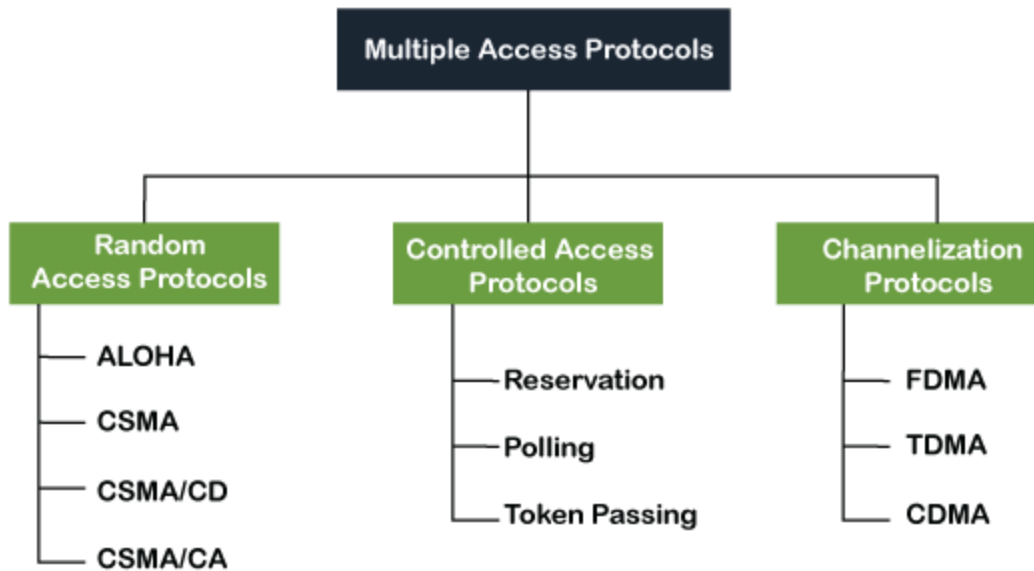 Multiple Access Protocols
Random
Access Protocols
ALOHA
CSMA
CSMA/CD
CSMA/CA
Controlled Access
Protocols
Reservation
Polling
Token Passing
Channelization
Protocols
FDMA
TDMA
CDMA